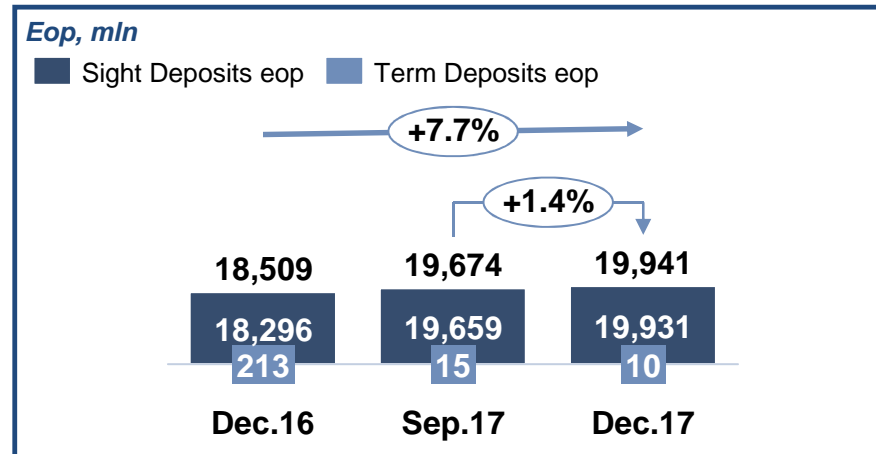 Eop, mln
Sight Deposits eop Term Deposits eop
+7.7%
+1.4%
18,509 19,674 19,941
18,296 19,659 19,931
213 15 10
Dec.16 Sep.17 Dec.17